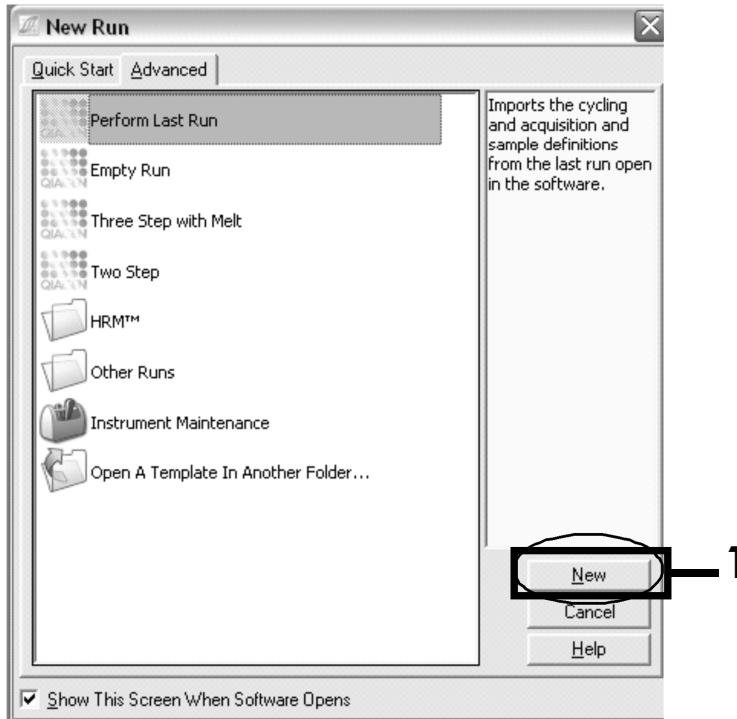 New Run
Quick Start Advanced
Perform Last Run
Empty Run
QIAGEN
Three Step with Melt
Two Step
HRM™
Other Runs
Instrument Maintenance
Open A Template In Another Folder...
Imports the cycling
and acquisition and
sample definitions
from the last run open
in the software.
New
1
Cancel
Help
Show This Screen When Software Opens